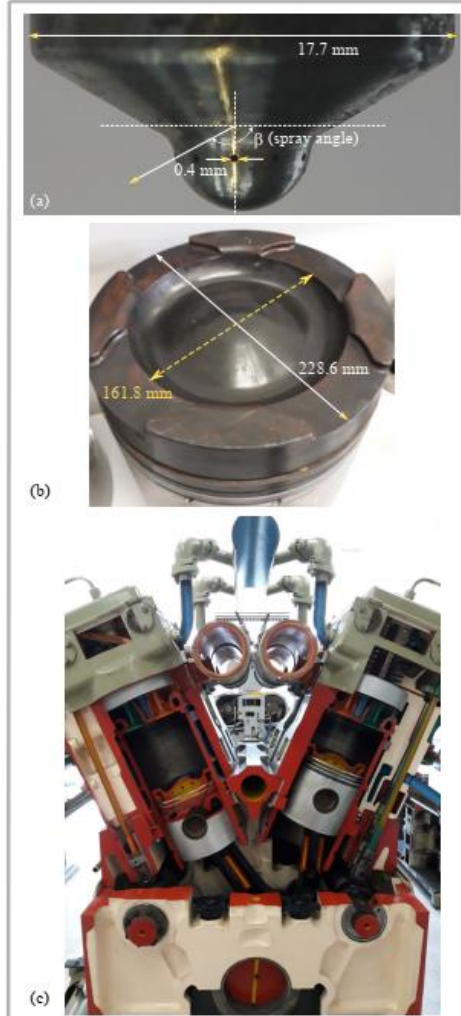 17.7 mm
β (spray angle)
0.4 mm
(a)
228.6 mm
161.8 mm
(b)
(c)